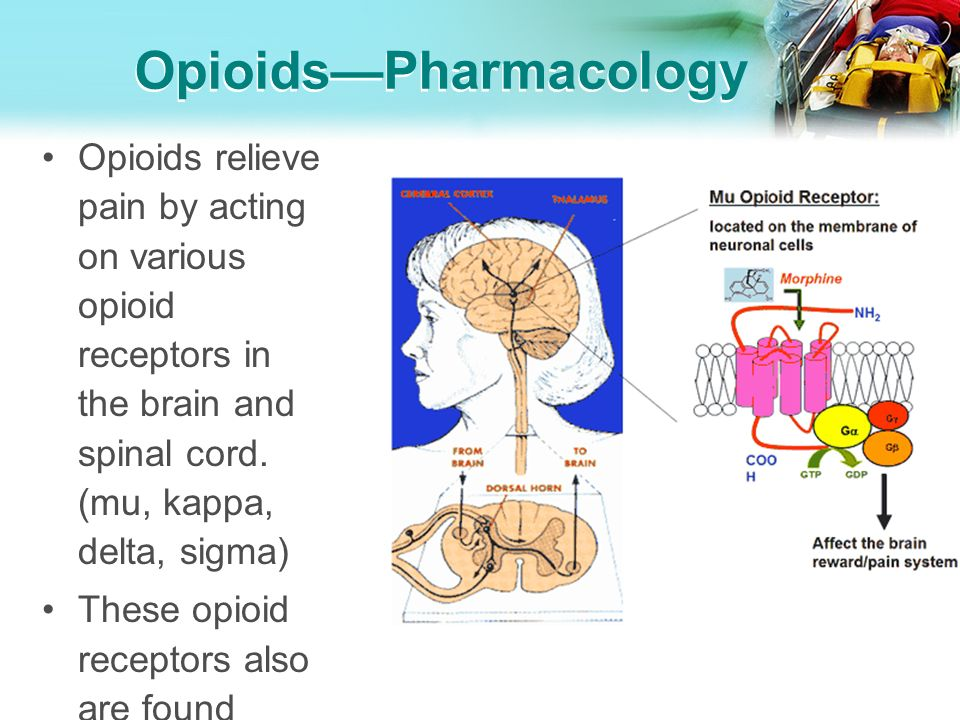 Opioids—Pharmacology
• Opioids relieve
pain by acting
on various
opioid
receptors in
the brain and
spinal cord.
(mu, kappa,
delta, sigma)
• These opioid
receptors also
are found
CEREBRAL CORTEX
THALAMUS
FROM
BRAIN
TO
BRAIN
DORSAL HORN
Mu Opioid Receptor:
located on the membrane of
neuronal cells
Morphine
NH2
COO
H
Gα
Gγ
Gβ
GTP
GDP
Affect the brain
reward/pain system